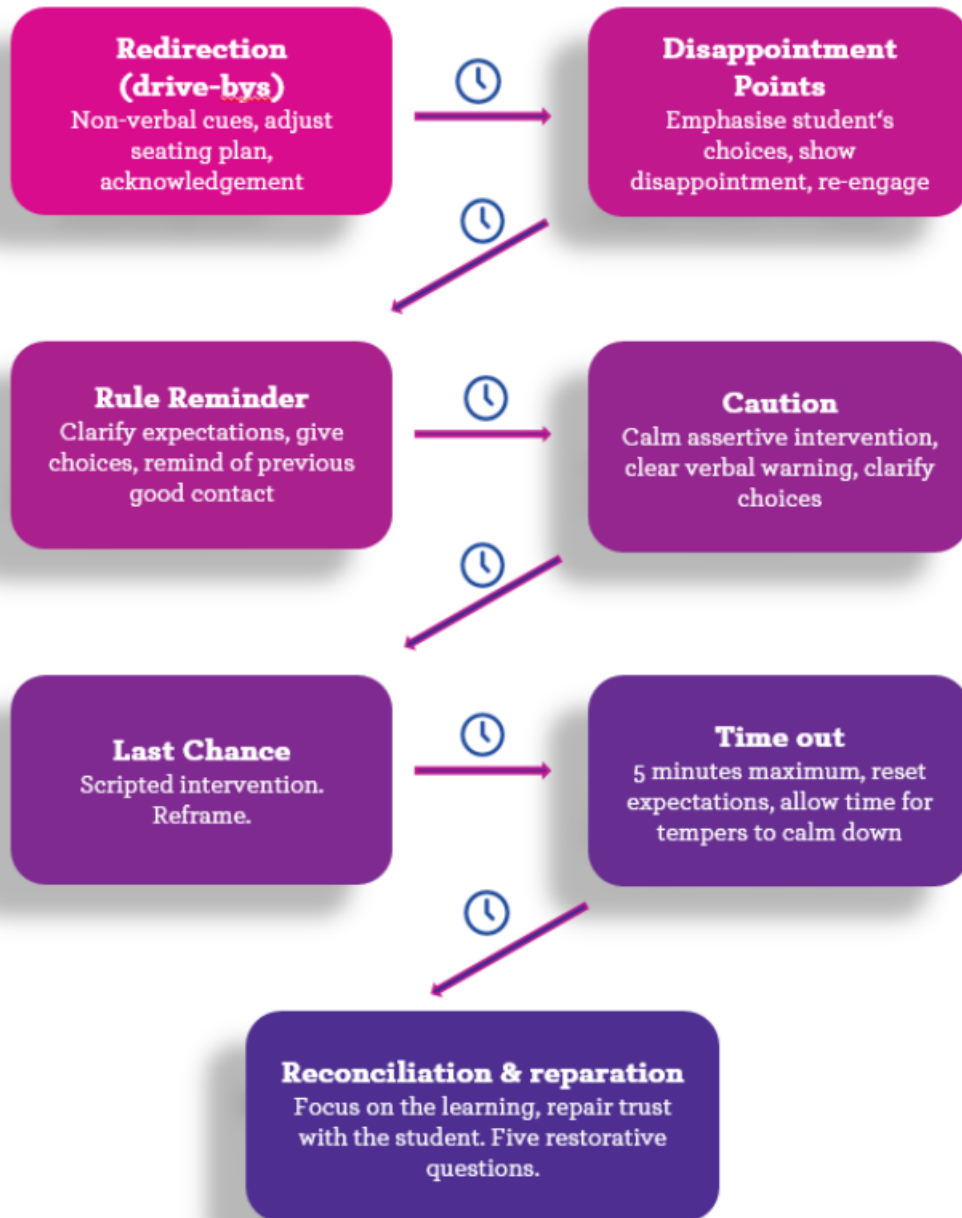 Redirection
(drive-bys)
Non-verbal cues, adjust
seating plan,
acknowledgement
Disappointment
Points
Emphasise student‘s
choices, show
disappointment, re-engage
Rule Reminder
Clarify expectations, give
choices, remind of previous
good contact
Caution
Calm assertive intervention,
clear verbal warning, clarify
choices
Last Chance
Scripted intervention.
Reframe.
Time out
5 minutes maximum, reset
expectations, allow time for
tempers to calm down
Reconciliation & reparation
Focus on the learning, repair trust
with the student. Five restorative
questions.